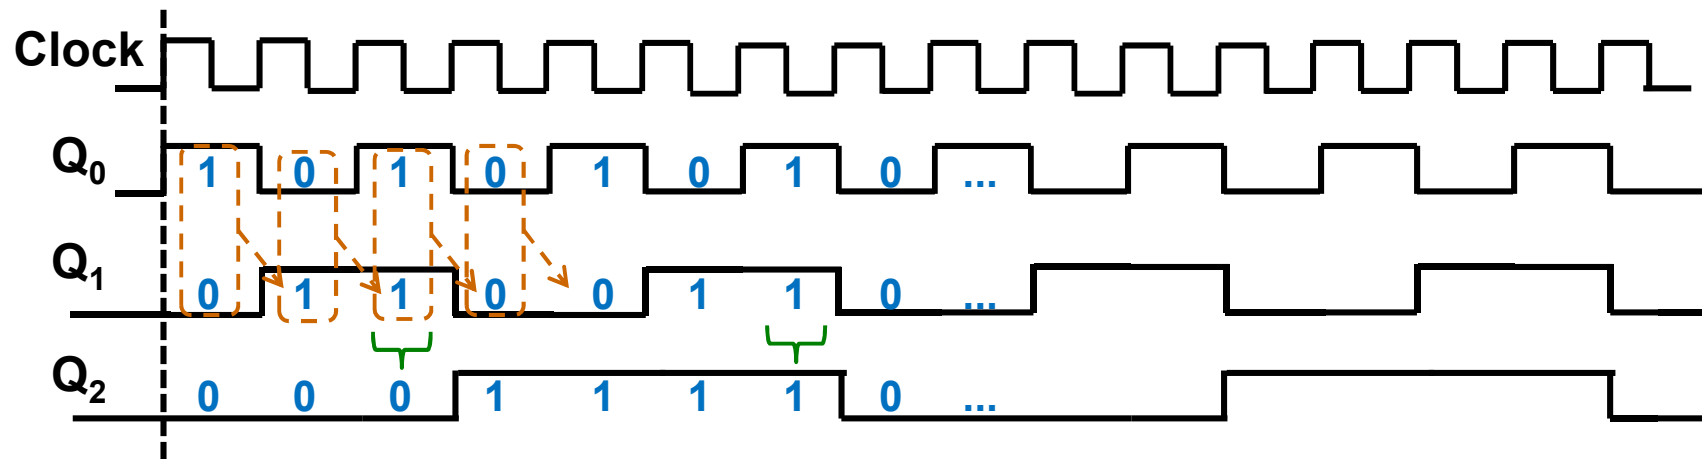 Clock
Q0 1 0 1 0 1 0 1 0 ...
Q1 0 1 1 0 0 1 1 0 ...
Q2 0 0 0 1 1 1 1 0 ...